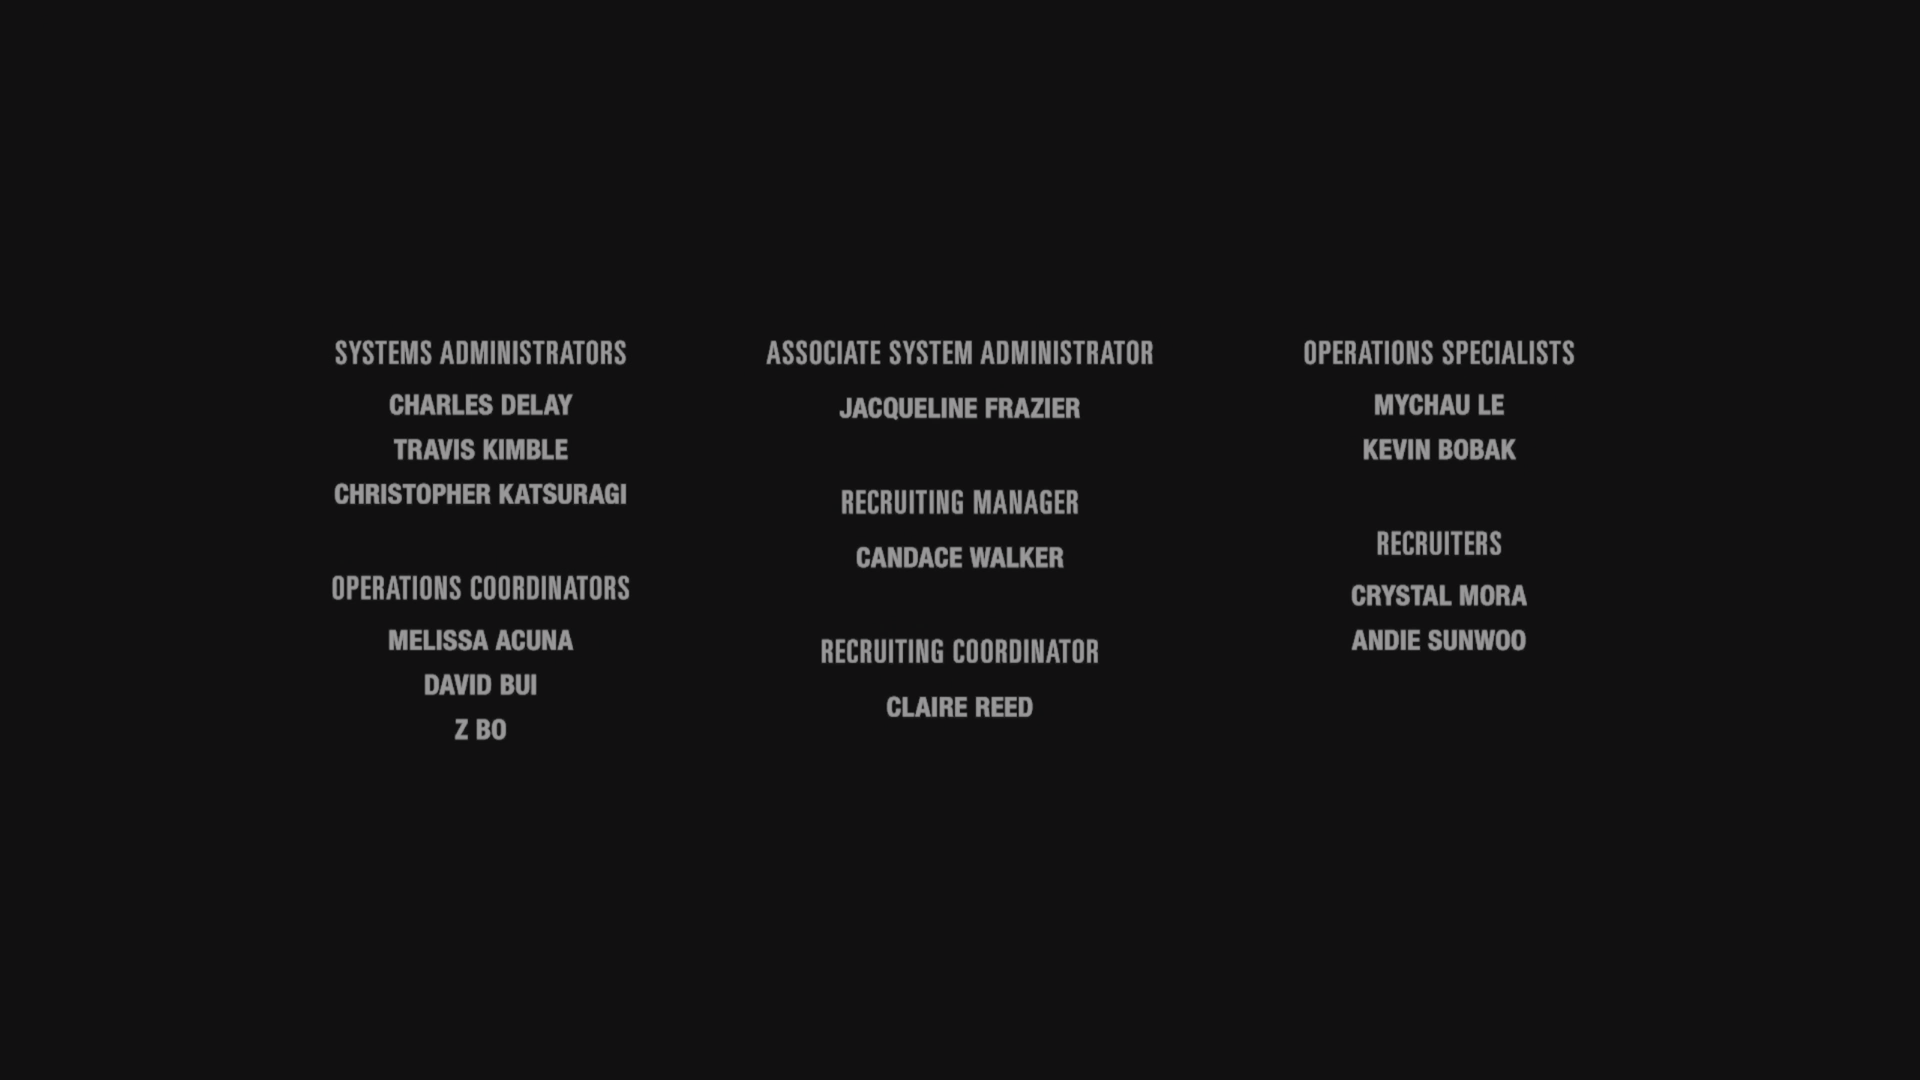 SYSTEMS ADMINISTRATORS
CHARLES DELAY
TRAVIS KIMBLE
CHRISTOPHER KATSURAGI
OPERATIONS COORDINATORS
MELISSA ACUNA
DAVID BUI
Z BO
ASSOCIATE SYSTEM ADMINISTRATOR
JACQUELINE FRAZIER
RECRUITING MANAGER
CANDACE WALKER
RECRUITING COORDINATOR
CLAIRE REED
OPERATIONS SPECIALISTS
MYCHAU LE
KEVIN BOBAK
RECRUITERS
CRYSTAL MORA
ANDIE SUNWOO